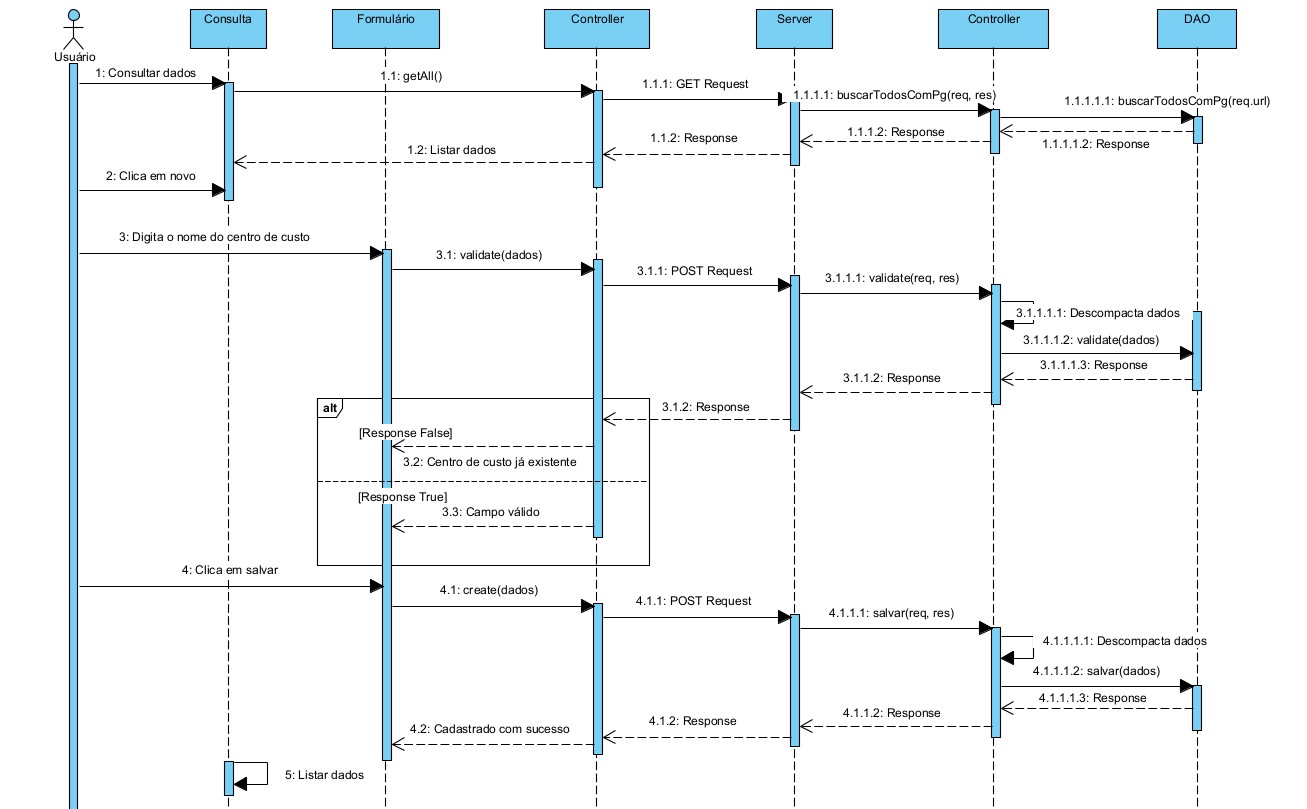 Consulta
Formulário
Controller
Server
Controller
DAO
Usuário
1: Consultar dados
1.1: getAll()
1.1.1: GET Request
1.1.1.1: buscarTodosComPg(req, res)
1.1.1.1.1: buscarTodosComPg(req.url)
1.1.1.1.2: Response
1.1.1.2: Response
1.1.2: Response
1.2: Listar dados
2: Clica em novo
3: Digita o nome do centro de custo
3.1: validate(dados)
3.1.1: POST Request
3.1.1.1: validate(req, res)
3.1.1.1.1: Descompacta dados
3.1.1.1.2: validate(dados)
3.1.1.1.3: Response
3.1.1.2: Response
3.1.2: Response
alt
[Response False]
3.2: Centro de custo já existente
[Response True]
3.3: Campo válido
4: Clica em salvar
4.1: create(dados)
4.1.1: POST Request
4.1.1.1: salvar(req, res)
4.1.1.1.1: Descompacta dados
4.1.1.1.2: salvar(dados)
4.1.1.1.3: Response
4.1.1.2: Response
4.1.2: Response
4.2: Cadastrado com sucesso
5: Listar dados